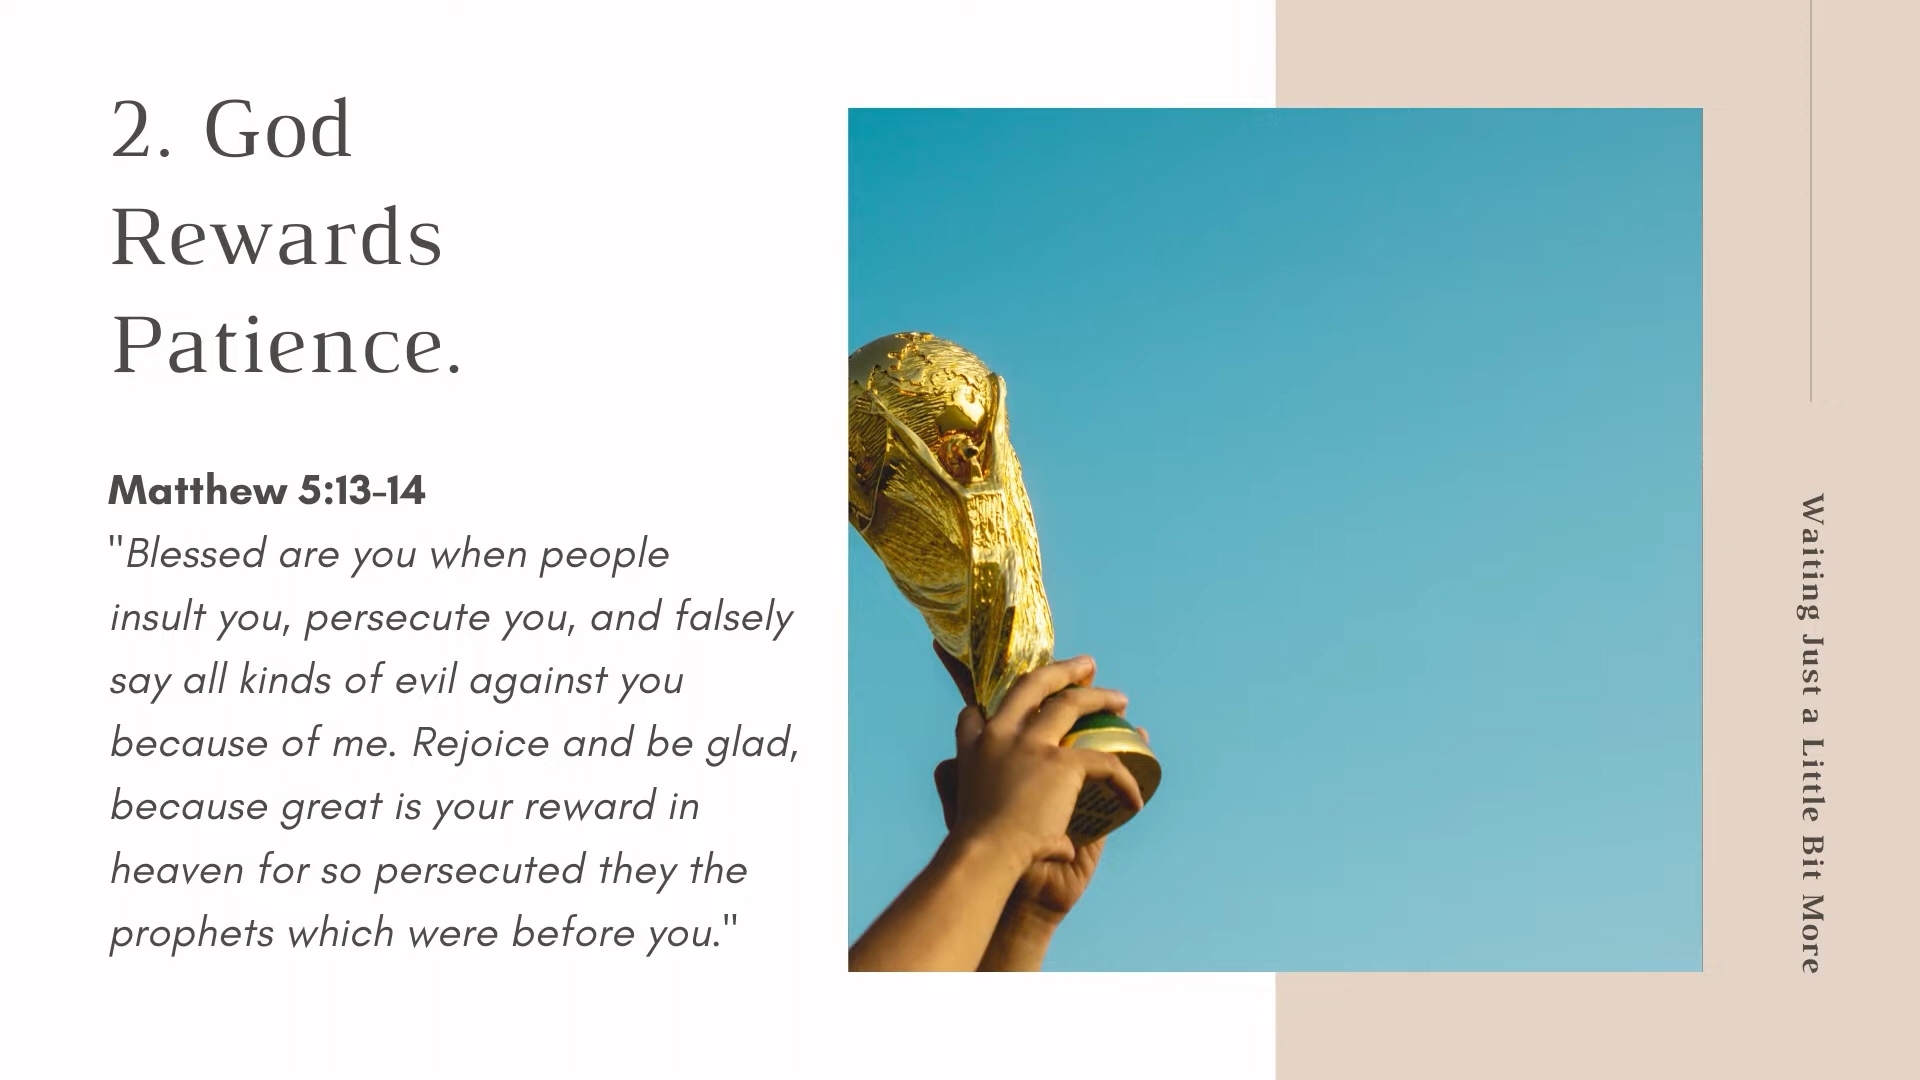 2. God
Rewards
Patience.
Matthew 5:13-14
"Blessed are you when people
insult you, persecute you, and falsely
say all kinds of evil against you
because of me. Rejoice and be glad,
because great is your reward in
heaven for so persecuted they the
prophets which were before you."
Waiting Just a Little Bit More